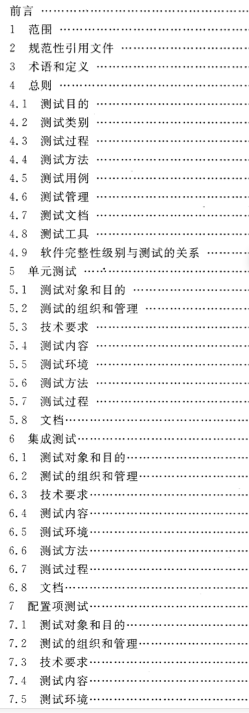 前言 ……………………………………
1 范围 …………………………………
2 规范性引用文件 ……………………
3 术语和定义 …………………………
4 总则 …………………………………
4.1 测试目的 …………………………
4.2 测试类别 …………………………
4.3 测试过程 …………………………
4.4 测试方法 …………………………
4.5 测试用例 …………………………
4.6 测试管理 …………………………
4.7 测试文档 …………………………
4.8 测试工具 …………………………
4.9 软件完整性级别与测试的关系 ……
5 单元测试 ……………………………
5.1 测试对象和目的 …………………
5.2 测试的组织和管理 ………………
5.3 技术要求 …………………………
5.4 测试内容 …………………………
5.5 测试环境 …………………………
5.6 测试方法 …………………………
5.7 测试过程 …………………………
5.8 文档 ………………………………
6 集成测试………………………………
6.1 测试对象和目的……………………
6.2 测试的组织和管理…………………
6.3 技术要求……………………………
6.4 测试内容……………………………
6.5 测试环境……………………………
6.6 测试方法……………………………
6.7 测试过程……………………………
6.8 文档…………………………………
7 配置项测试……………………………
7.1 测试对象和目的……………………
7.2 测试的组织和管理…………………
7.3 技术要求……………………………
7.4 测试内容……………………………
7.5 测试环境……………………………